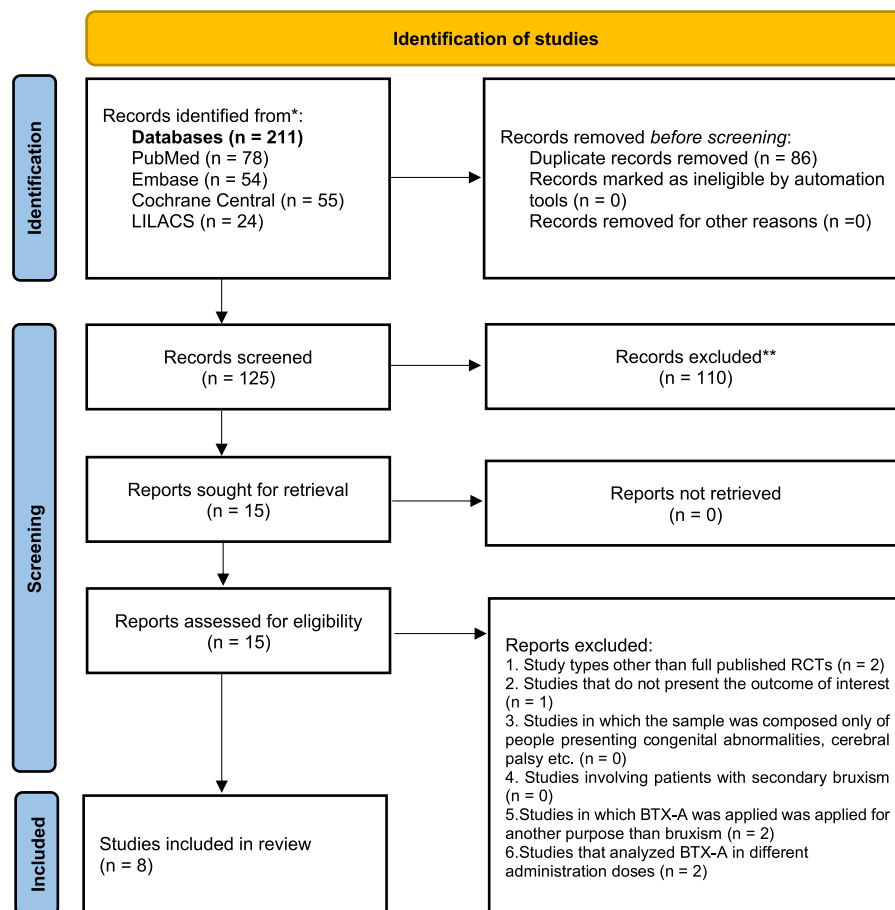 Identification of studies
Identification
Records identified from*:
Databases (n = 211)
PubMed (n = 78)
Embase (n = 54)
Cochrane Central (n = 55)
LILACS (n = 24)
Records removed before screening:
Duplicate records removed (n = 86)
Records marked as ineligible by automation
tools (n = 0)
Records removed for other reasons (n =0)
Screening
Records screened
(n = 125)
Records excluded**
(n = 110)
Reports sought for retrieval
(n = 15)
Reports not retrieved
(n = 0)
Reports assessed for eligibility
(n = 15)
Reports excluded:
1. Study types other than full published RCTs (n = 2)
2. Studies that do not present the outcome of interest
(n = 1)
3. Studies in which the sample was composed only of
people presenting congenital abnormalities, cerebral
palsy etc. (n = 0)
4. Studies involving patients with secondary bruxism
(n = 0)
5.Studies in which BTX-A was applied was applied for
another purpose than bruxism (n = 2)
6.Studies that analyzed BTX-A in different
administration doses (n = 2)
Included
Studies included in review
(n = 8)